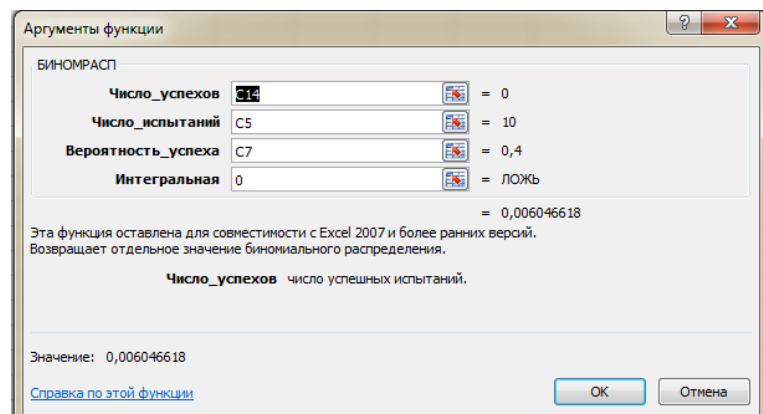 Аргументы функции
БИНОМРАСП
Число_успехов C14 = 0
Число_испытаний C5 = 10
Вероятность_успеха C7 = 0,4
Интегральная 0 = ЛОЖЬ
= 0,006046618
Эта функция оставлена для совместимости с Excel 2007 и более ранних версий.
Возвращает отдельное значение биномиального распределения.
Число_успехов число успешных испытаний.
Значение: 0,006046618
Справка по этой функции OK Отмена